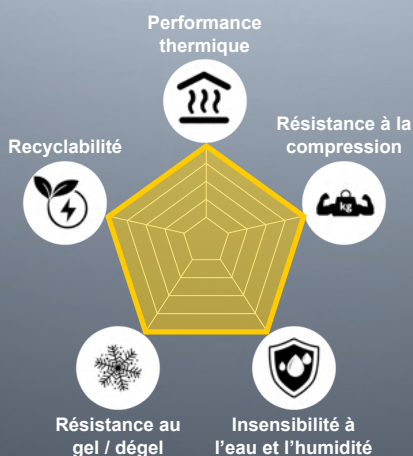 Performance
thermique
Résistance à la
compression
Recyclabilité
kg
Résistance au
gel / dégel
Insensibilité à
l'eau et l'humidité